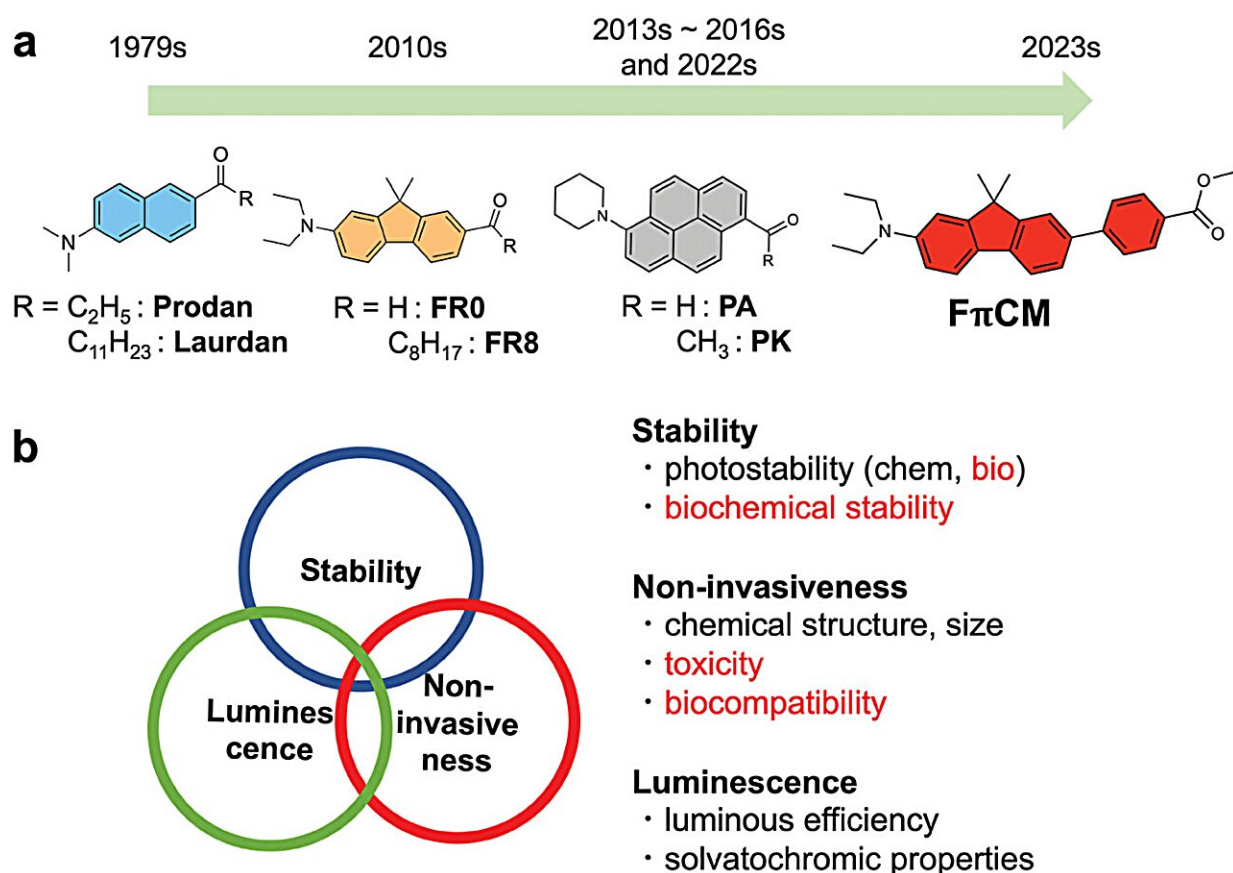 a
1979s
2010s
2013s ~ 2016s
and 2022s
2023s
O
R
N
N
O
R
N
O
R
N
O
O
R = C₂H₅ : Prodan
C₁₁H₂₃ : Laurdan
R = H : FR0
C₈H₁₇ : FR8
R = H : PA
CH₃ : PK
FπCM
b
Stability
Lumines
cence
Non-
invasive
ness
Stability
・photostability (chem, bio)
・biochemical stability
Non-invasiveness
・chemical structure, size
・toxicity
・biocompatibility
Luminescence
・luminous efficiency
・solvatochromic properties